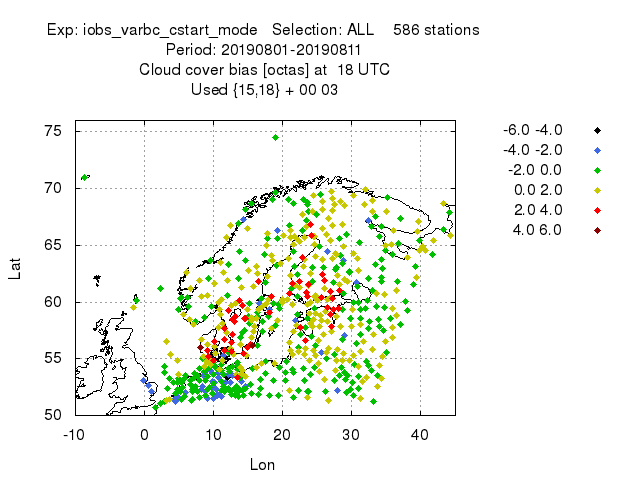 Exp: iobs_varbc_cstart_mode Selection: ALL 586 stations
Period: 20190801-20190811
Cloud cover bias [octas] at 18 UTC
Used {15,18} + 00 03
-6.0 -4.0
-4.0 -2.0
-2.0 0.0
0.0 2.0
2.0 4.0
4.0 6.0
75
70
65
60
55
50
Lat
-10 0 10 20 30 40
Lon